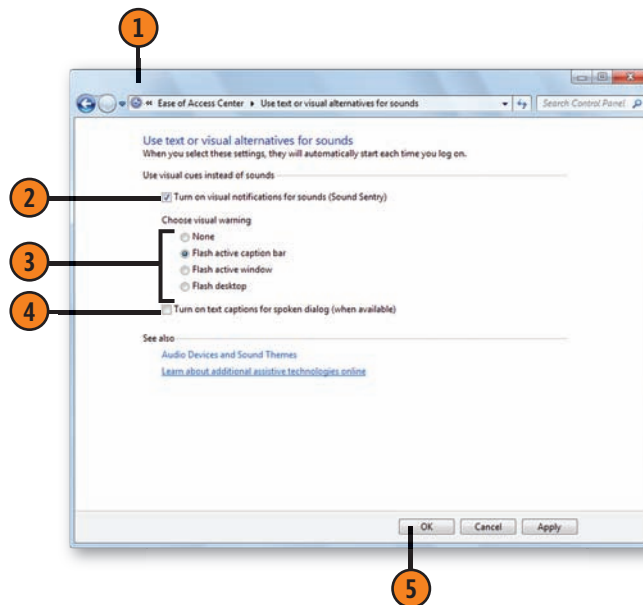 1
« Ease of Access Center ▸ Use text or visual alternatives for sounds
Search Control Panel
Use text or visual alternatives for sounds
When you select these settings, they will automatically start each time you log on.
Use visual cues instead of sounds
2
Turn on visual notifications for sounds (Sound Sentry)
Choose visual warning
None
3
Flash active caption bar
Flash active window
Flash desktop
4
Turn on text captions for spoken dialog (when available)
See also
Audio Devices and Sound Themes
Learn about additional assistive technologies online
OK Cancel Apply
5